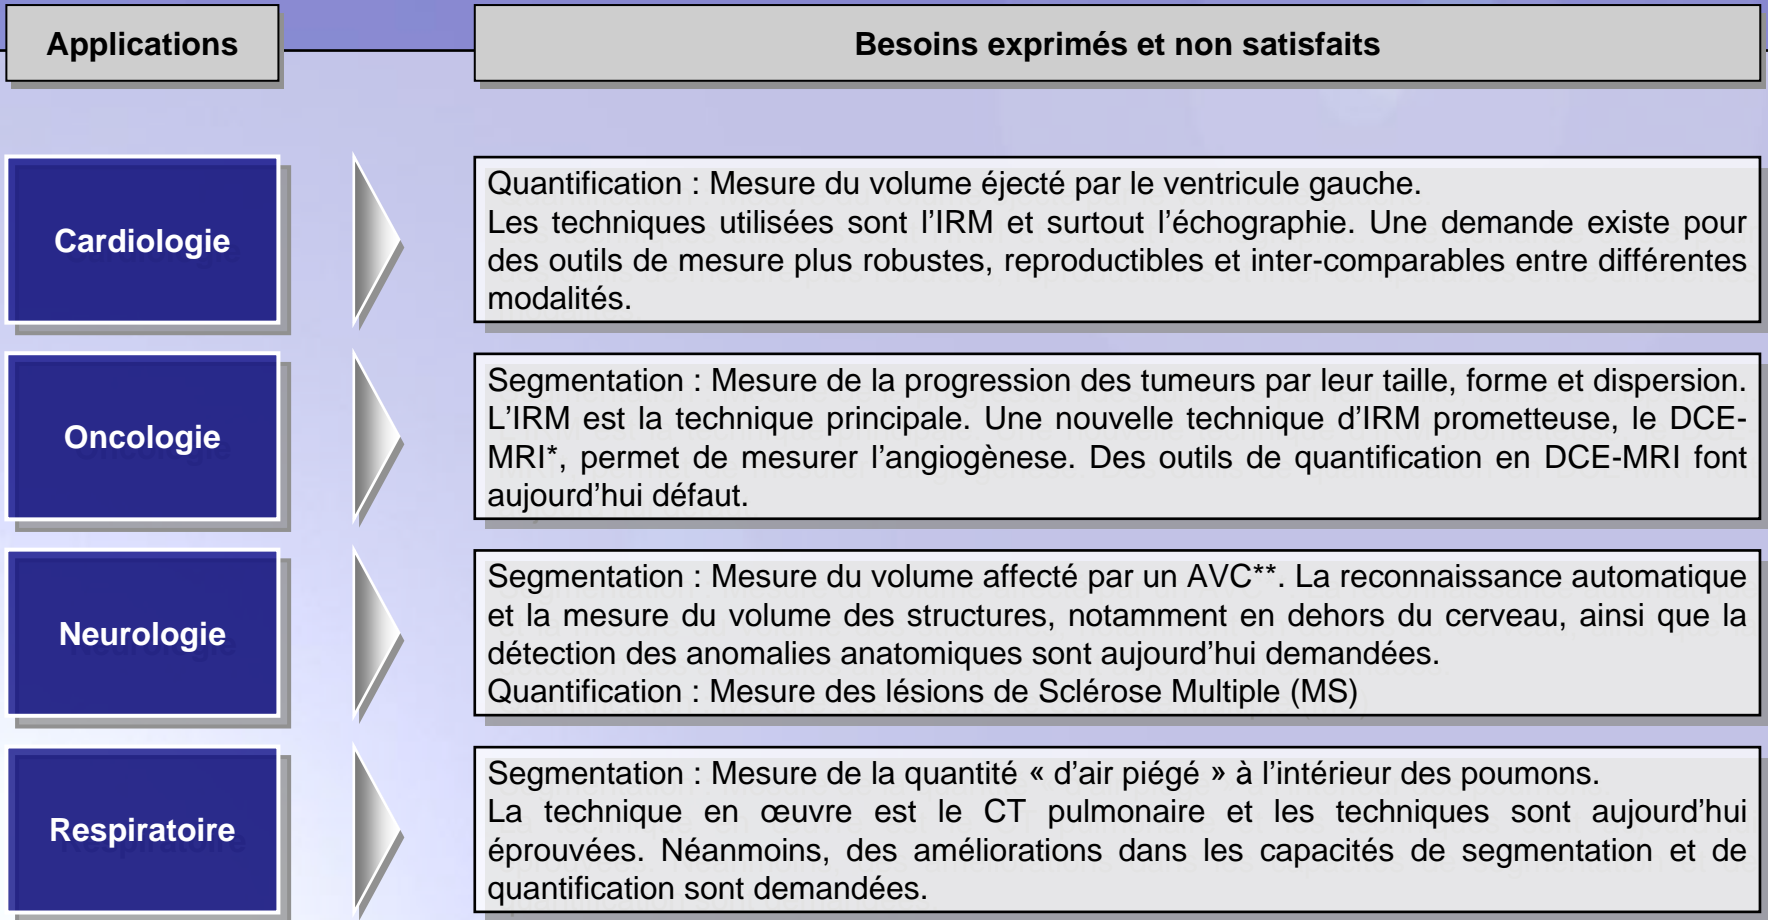 Applications
Besoins exprimés et non satisfaits
Cardiologie
Quantification : Mesure du volume éjecté par le ventricule gauche.
Les techniques utilisées sont l’IRM et surtout l’échographie. Une demande existe pour
des outils de mesure plus robustes, reproductibles et inter-comparables entre différentes
modalités.
Oncologie
Segmentation : Mesure de la progression des tumeurs par leur taille, forme et dispersion.
L’IRM est la technique principale. Une nouvelle technique d’IRM prometteuse, le DCE-
MRI*, permet de mesurer l’angiogènese. Des outils de quantification en DCE-MRI font
aujourd’hui défaut.
Neurologie
Segmentation : Mesure du volume affecté par un AVC**. La reconnaissance automatique
et la mesure du volume des structures, notamment en dehors du cerveau, ainsi que la
détection des anomalies anatomiques sont aujourd’hui demandées.
Quantification : Mesure des lésions de Sclérose Multiple (MS)
Respiratoire
Segmentation : Mesure de la quantité « d’air piégé » à l’intérieur des poumons.
La technique en œuvre est le CT pulmonaire et les techniques sont aujourd’hui
éprouvées. Néanmoins, des améliorations dans les capacités de segmentation et de
quantification sont demandées.